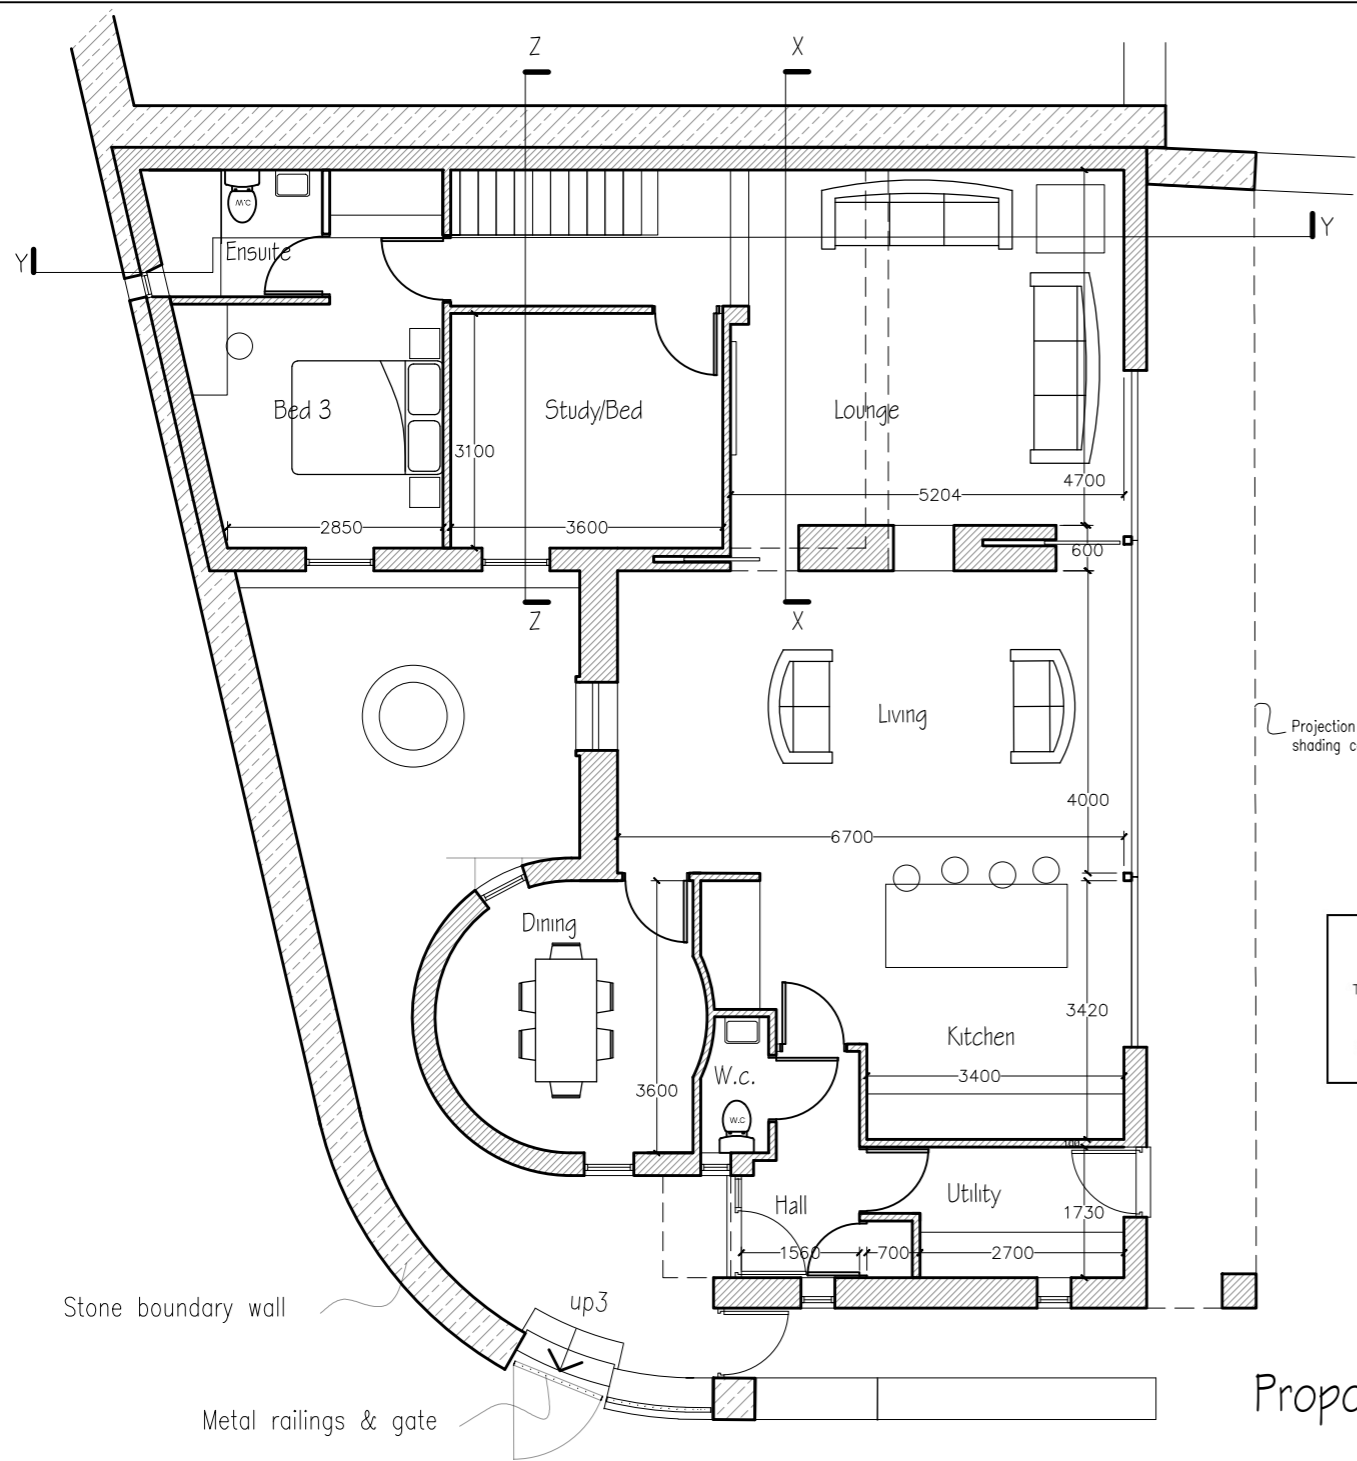 Z
X
W.C
Ensuite
Y
Y
Bed 3
Study/Bed
Lounge
3100
4700
5204
2850
3600
600
Z
X
Living
Projection
shading c
4000
6700
Dining
3420
Kitchen
W.c.
3400
3600
W.C
100
Utility
Hall
1730
1560
700
2700
up3
Stone boundary wall
Metal railings & gate
Propo